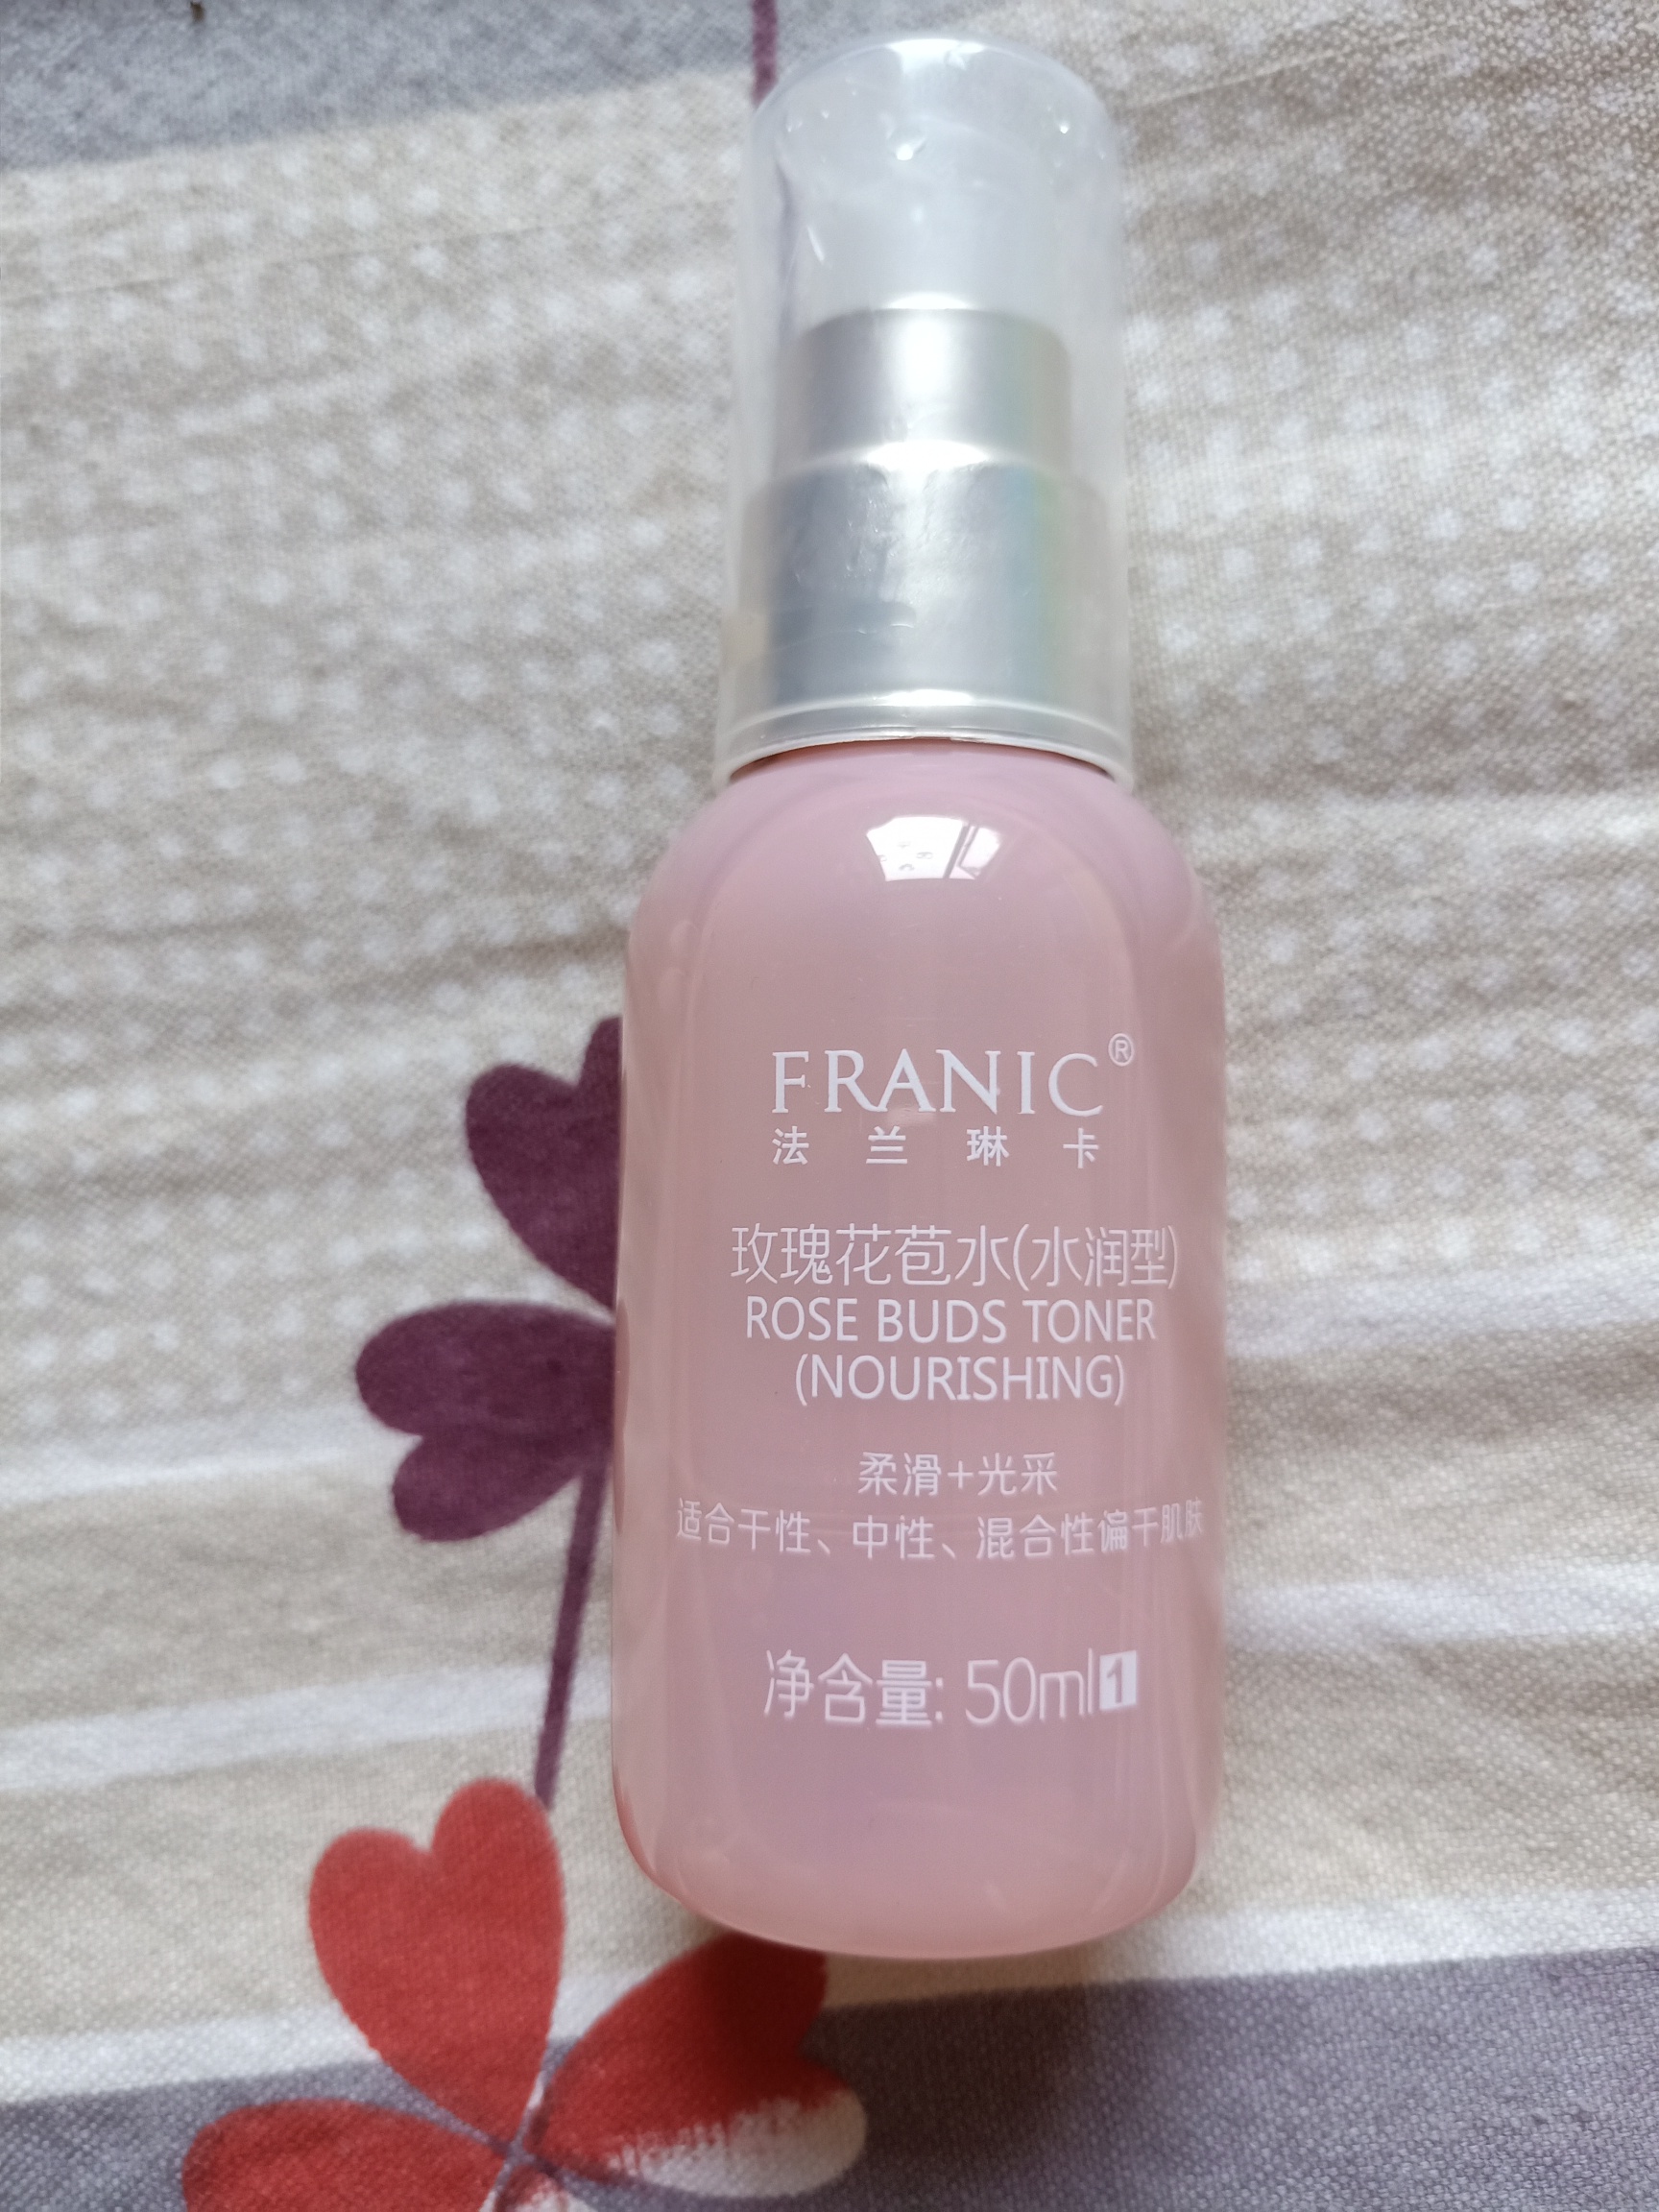 FRANIC®
法兰琳卡
玫瑰花苞水(水润型)
ROSE BUDS TONER
(NOURISHING)
柔滑+光采
适合干性、中性、混合性偏干肌肤
净含量: 50ml 1